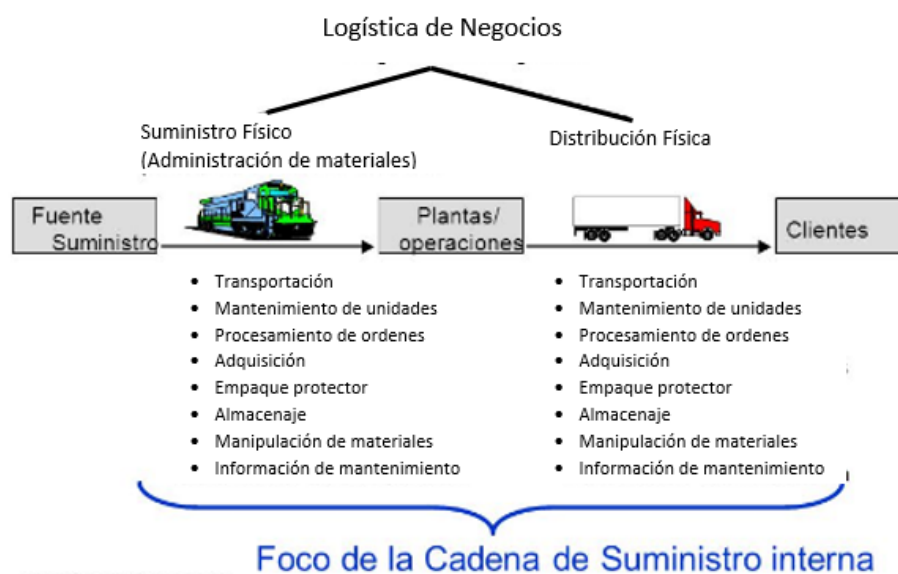 Logística de Negocios
Suministro Físico
(Administración de materiales)
Distribución Física
Fuente
Suministro
Plantas/
operaciones
Clientes
• Transportación
• Mantenimiento de unidades
• Procesamiento de ordenes
• Adquisición
• Empaque protector
• Almacenaje
• Manipulación de materiales
• Información de mantenimiento
• Transportación
• Mantenimiento de unidades
• Procesamiento de ordenes
• Adquisición
• Empaque protector
• Almacenaje
• Manipulación de materiales
• Información de mantenimiento
Foco de la Cadena de Suministro interna